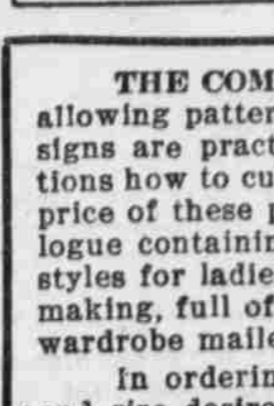 THE COM
allowing patter
signs are pract
tions how to cu
price of these
logue containin
styles for ladie
making, full of
wardrobe maile
In orderin